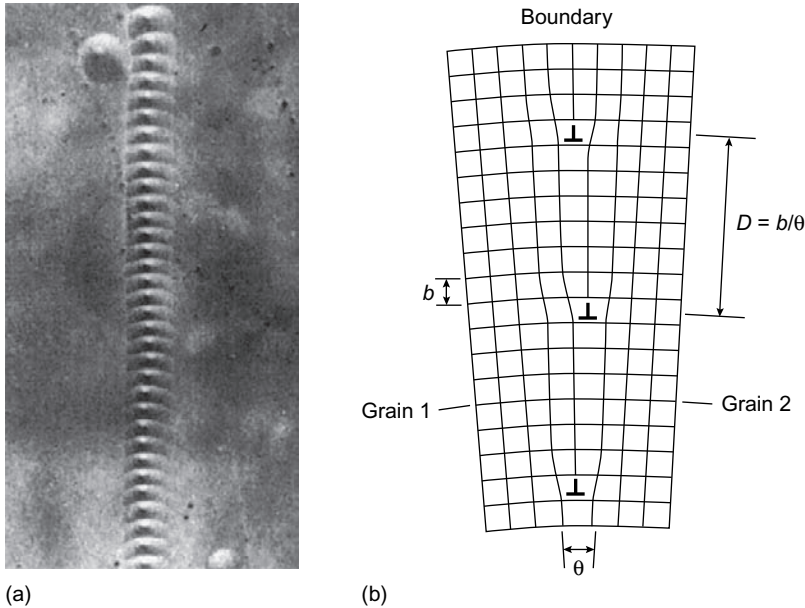 Boundary
D = b/θ
b
Grain 1
Grain 2
θ
(a)
(b)